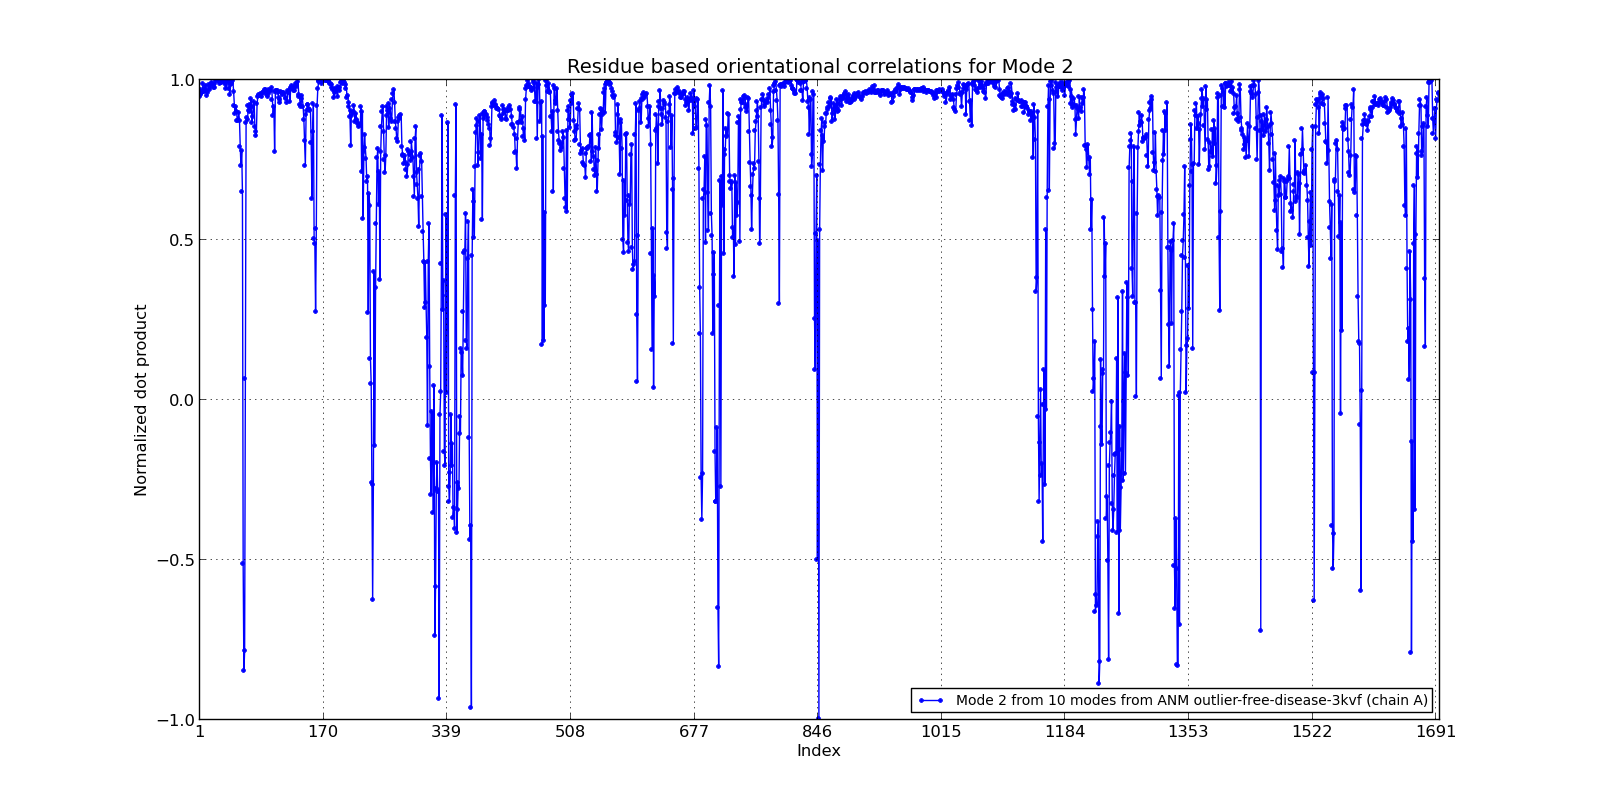 Residue based orientational correlations for Mode 2
Normalized dot product
1.0
0.5
0.0
−0.5
−1.0
Mode 2 from 10 modes from ANM outlier-free-disease-3kvf (chain A)
1 170 339 508 677 846 1015 1184 1353 1522 1691
Index